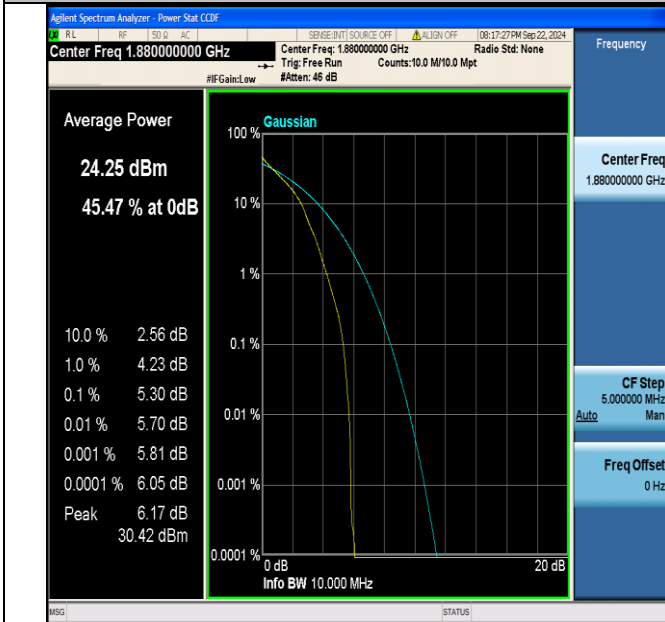 Agilent Spectrum Analyzer - Power Stat CCDF
RL RF 50 Ω AC SENSE:INT SOURCE OFF ALIGN OFF 08:17:27 PM Sep 22, 2024
Center Freq 1.880000000 GHz
Center Freq: 1.880000000 GHz Radio Std: None
Trig: Free Run Counts:10.0 M/10.0 Mpt
#IFGain:Low #Atten: 46 dB
Frequency
Average Power
24.25 dBm
45.47 % at 0dB
10.0 % 2.56 dB
1.0 % 4.23 dB
0.1 % 5.30 dB
0.01 % 5.70 dB
0.001 % 5.81 dB
0.0001 % 6.05 dB
Peak 6.17 dB
30.42 dBm
Gaussian
100 %
10 %
1 %
0.1 %
0.01 %
0.001 %
0.0001 %
0 dB 20 dB
Info BW 10.000 MHz
Center Freq
1.880000000 GHz
CF Step
5.000000 MHz
Auto Man
Freq Offset
0 Hz
MSG STATUS